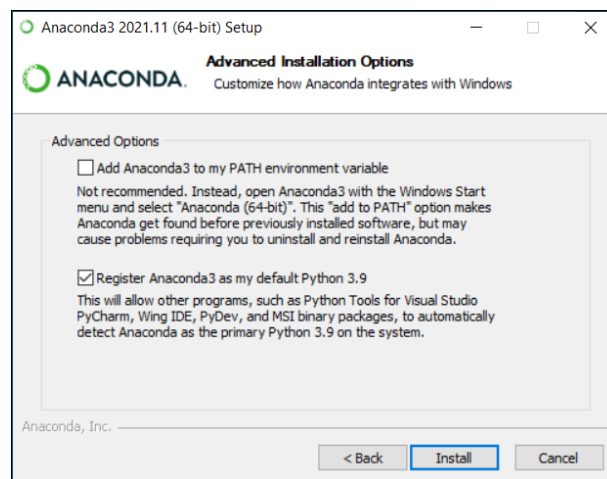 Anaconda3 2021.11 (64-bit) Setup
ANACONDA.
Advanced Installation Options
Customize how Anaconda integrates with Windows
Advanced Options
Add Anaconda3 to my PATH environment variable
Not recommended. Instead, open Anaconda3 with the Windows Start
menu and select "Anaconda (64-bit)". This "add to PATH" option makes
Anaconda get found before previously installed software, but may
cause problems requiring you to uninstall and reinstall Anaconda.
Register Anaconda3 as my default Python 3.9
This will allow other programs, such as Python Tools for Visual Studio
PyCharm, Wing IDE, PyDev, and MSI binary packages, to automatically
detect Anaconda as the primary Python 3.9 on the system.
Anaconda, Inc.
< Back
Install
Cancel